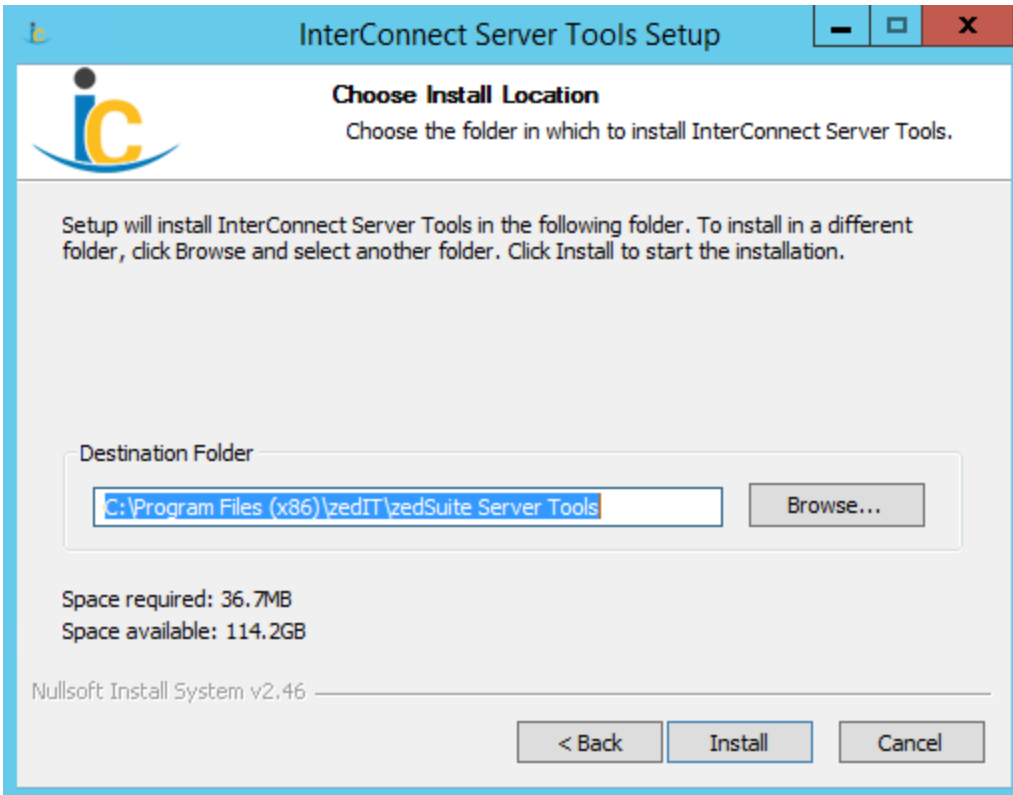 ic
InterConnect Server Tools Setup
ic
Choose Install Location
Choose the folder in which to install InterConnect Server Tools.
Setup will install InterConnect Server Tools in the following folder. To install in a different
folder, click Browse and select another folder. Click Install to start the installation.
Destination Folder
C:\Program Files (x86)\zedIT\zedSuite Server Tools
Browse...
Space required: 36.7MB
Space available: 114.2GB
Nullsoft Install System v2.46
< Back
Install
Cancel